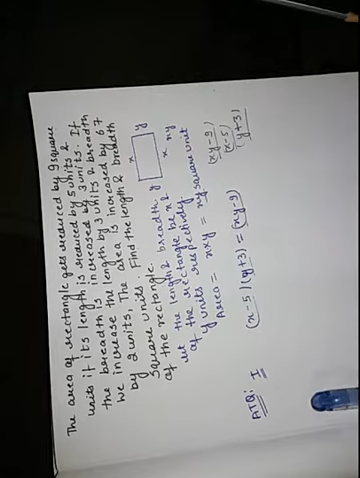 The area of rectangle gets reduced by 9 square
units if its length is reduced by 5 units &
the breadth is increased by 3 units. If
we increase the length by 3 units & breadth
by 2 units, The area is increased by 67
square units. Find the length & breadth
of the rectangle.
x
y
x
y
let the length & breadth
of the rectangle be x &
y units respectively
Area = x×y = xy square unit
xy
(xy-9)
(x-5)
(y+3)
ATQ: I
(x-5)(y+3) = (xy-9)